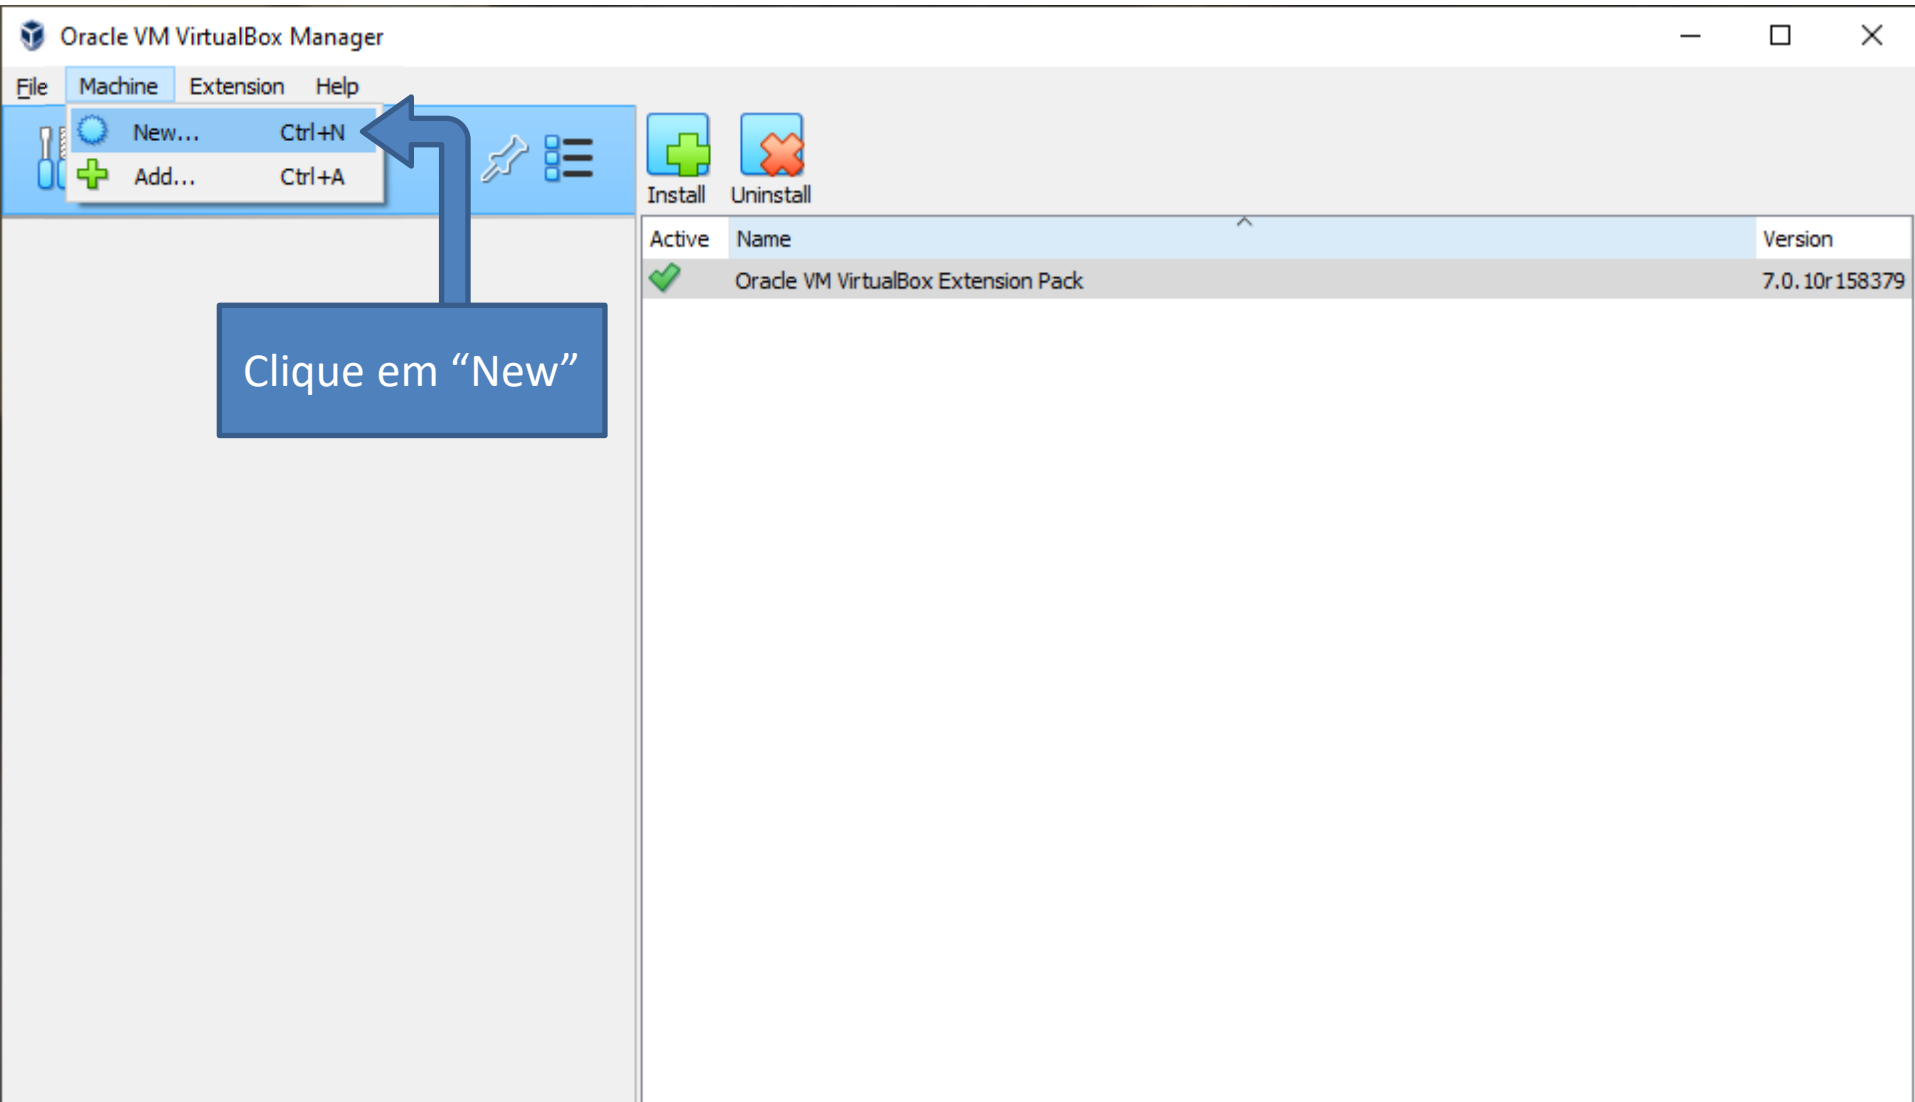 Oracle VM VirtualBox Manager
File Machine Extension Help
New... Ctrl+N
Add... Ctrl+A
Install Uninstall
Active Name Version
Oracle VM VirtualBox Extension Pack 7.0.10r158379
Clique em “New”